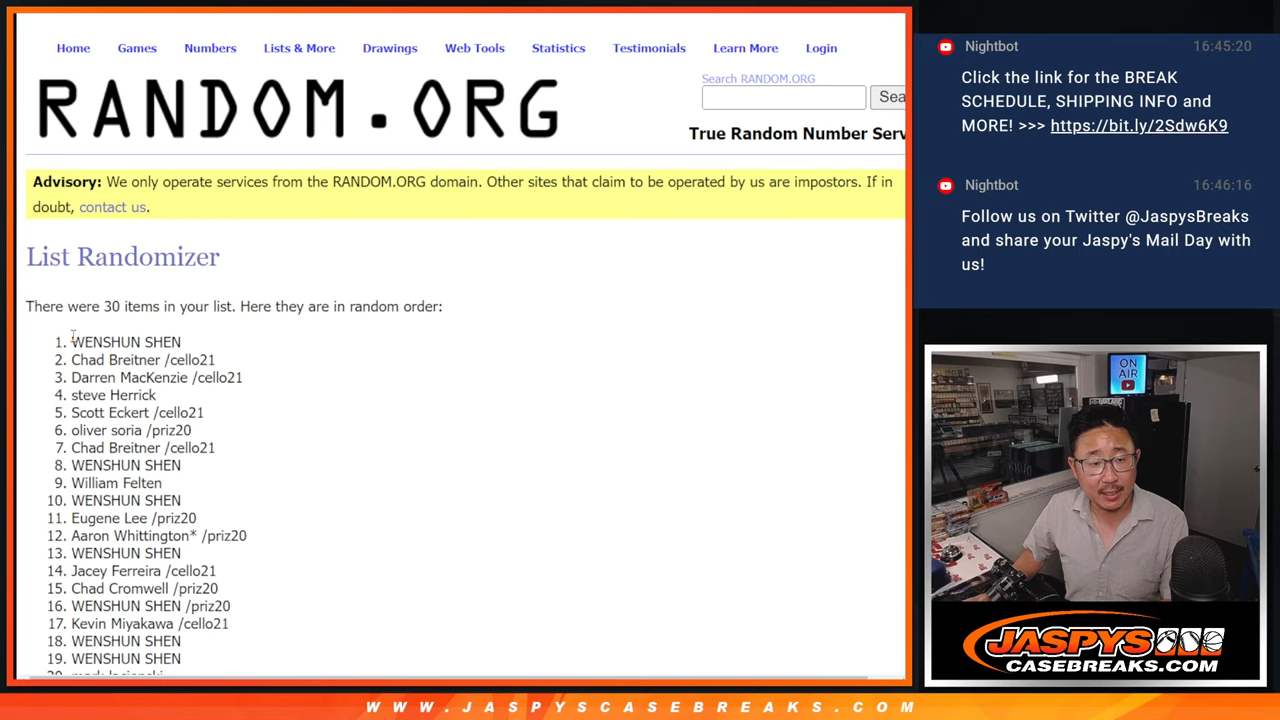 Home Games Numbers Lists & More Drawings Web Tools Statistics Testimonials Learn More Login
RANDOM.ORG
Search RANDOM.ORG
Sea
True Random Number Serv
Advisory: We only operate services from the RANDOM.ORG domain. Other sites that claim to be operated by us are impostors. If in
doubt, contact us.
List Randomizer
There were 30 items in your list. Here they are in random order:
1. WENSHUN SHEN
2. Chad Breitner /cello21
3. Darren MacKenzie /cello21
4. steve Herrick
5. Scott Eckert /cello21
6. oliver soria /priz20
7. Chad Breitner /cello21
8. WENSHUN SHEN
9. William Felten
10. WENSHUN SHEN
11. Eugene Lee /priz20
12. Aaron Whittington* /priz20
13. WENSHUN SHEN
14. Jacey Ferreira /cello21
15. Chad Cromwell /priz20
16. WENSHUN SHEN /priz20
17. Kevin Miyakawa /cello21
18. WENSHUN SHEN
19. WENSHUN SHEN
Nightbot 16:45:20
Click the link for the BREAK
SCHEDULE, SHIPPING INFO and
MORE! >>> https://bit.ly/2Sdw6K9
Nightbot 16:46:16
Follow us on Twitter @JaspysBreaks
and share your Jaspy's Mail Day with
us!
ON
AIR
JASPYS
CASEBREAKS.COM
WWW.JASPYSCASEBREAKS.COM